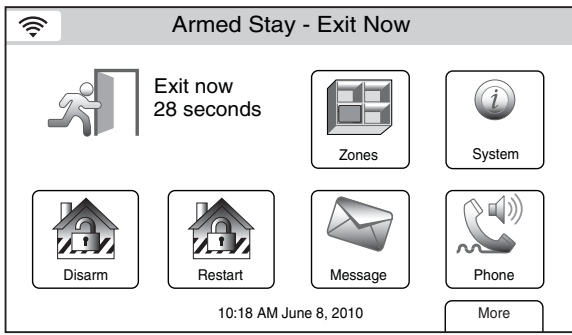 Armed Stay - Exit Now
Exit now
28 seconds
Zones
System
Disarm
Restart
Message
Phone
10:18 AM June 8, 2010
More